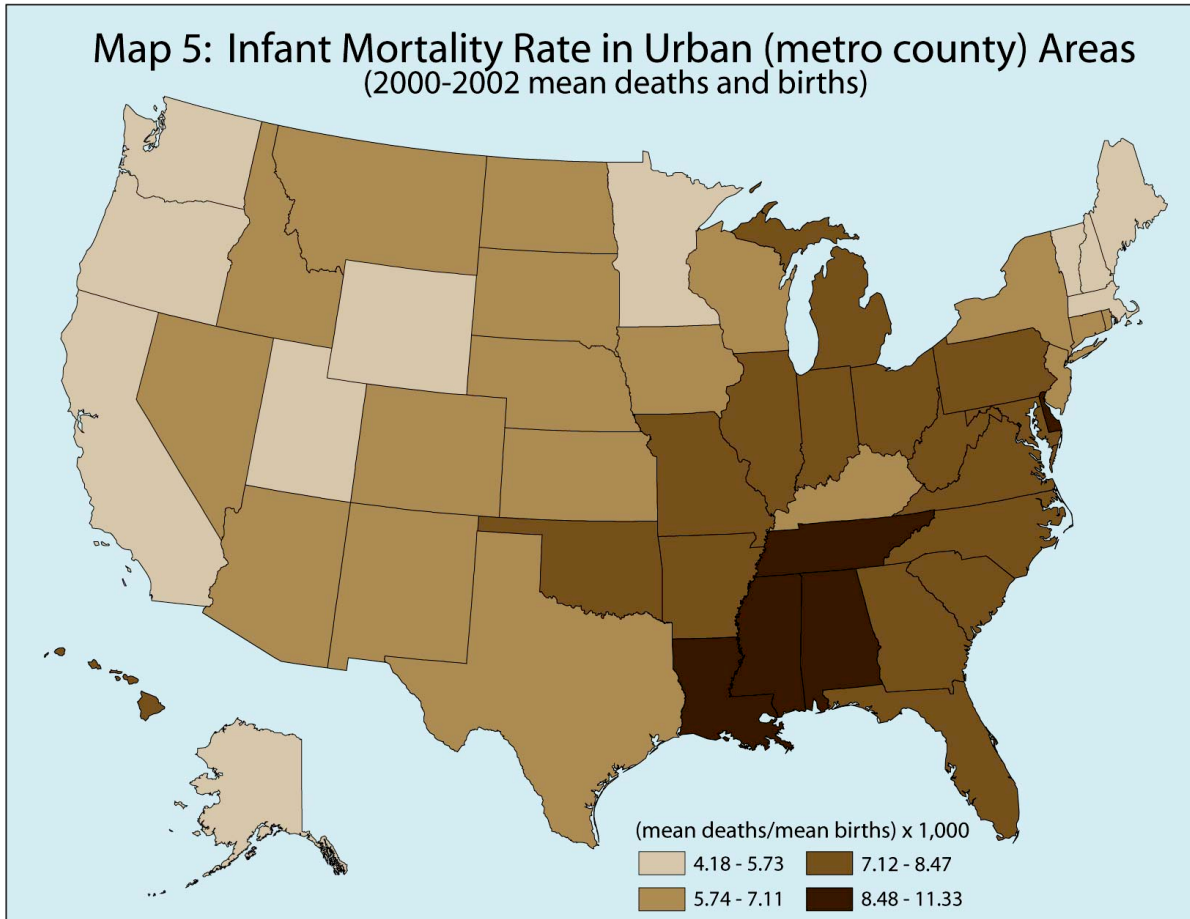 Map 5: Infant Mortality Rate in Urban (metro county) Areas
(2000-2002 mean deaths and births)
(mean deaths/mean births) x 1,000
4.18 - 5.73
7.12 - 8.47
5.74 - 7.11
8.48 - 11.33